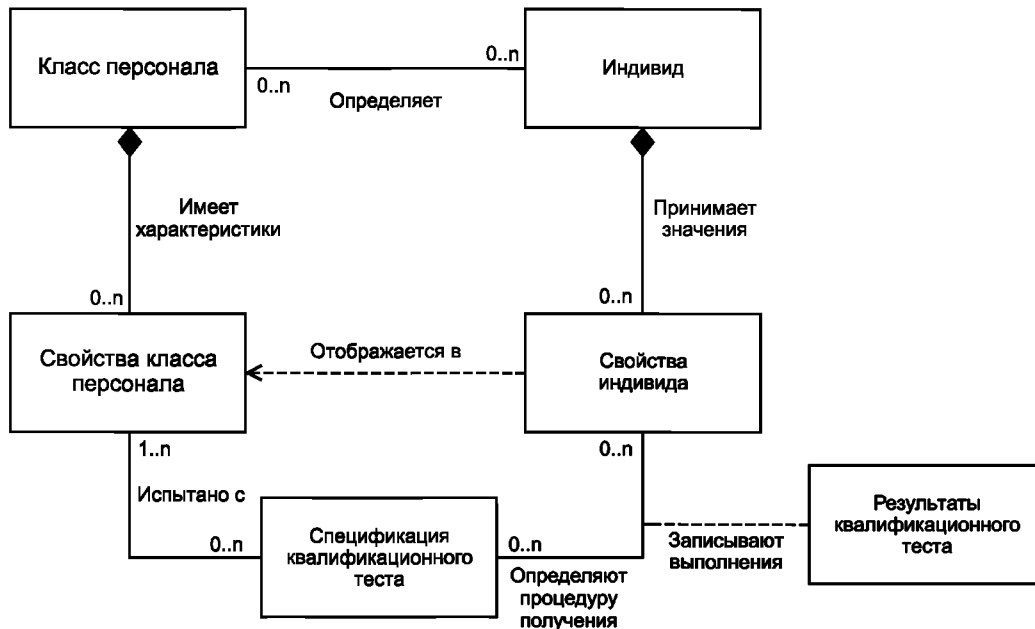 Класс персонала
0..n
Индивид
0..n
Определяет
Имеет
характеристики
Принимает
значения
0..n
0..n
Свойства класса
персонала
Отображается в
Свойства
индивида
1..n
0..n
Испытано с
0..n
Спецификация
квалификационного
теста
0..n
Определяют
процедуру
получения
Записывают
выполнения
Результаты
квалификационного
теста